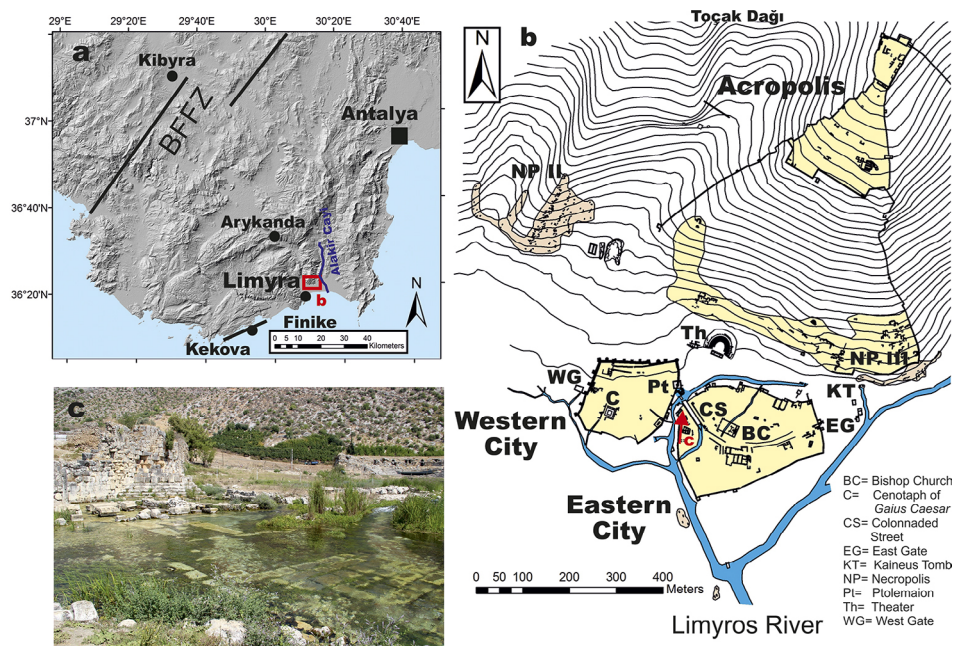 29°0' 29°20' 30°0' 30°20' 30°40'
37°N
36°40'
36°20'
a
Kibyra
BFFZ
Antalya
Arykanda
Alakır Çayı
Limyra
b
Finike
Kekova
N
0 5 10 20 30 40
Kilometers
c
b
N
Toçak Dağı
Acropolis
NP II
Th
NP III
WG
Pt
KT
C
CS
EG
Western
City
c
BC
Eastern
City
0 50 100 200 300 400
Meters
Limyros River
BC= Bishop Church
C= Cenotaph of
Gaius Caesar
CS= Colonnaded
Street
EG= East Gate
KT= Kaineus Tomb
NP= Necropolis
Pt= Ptolemaion
Th= Theater
WG= West Gate